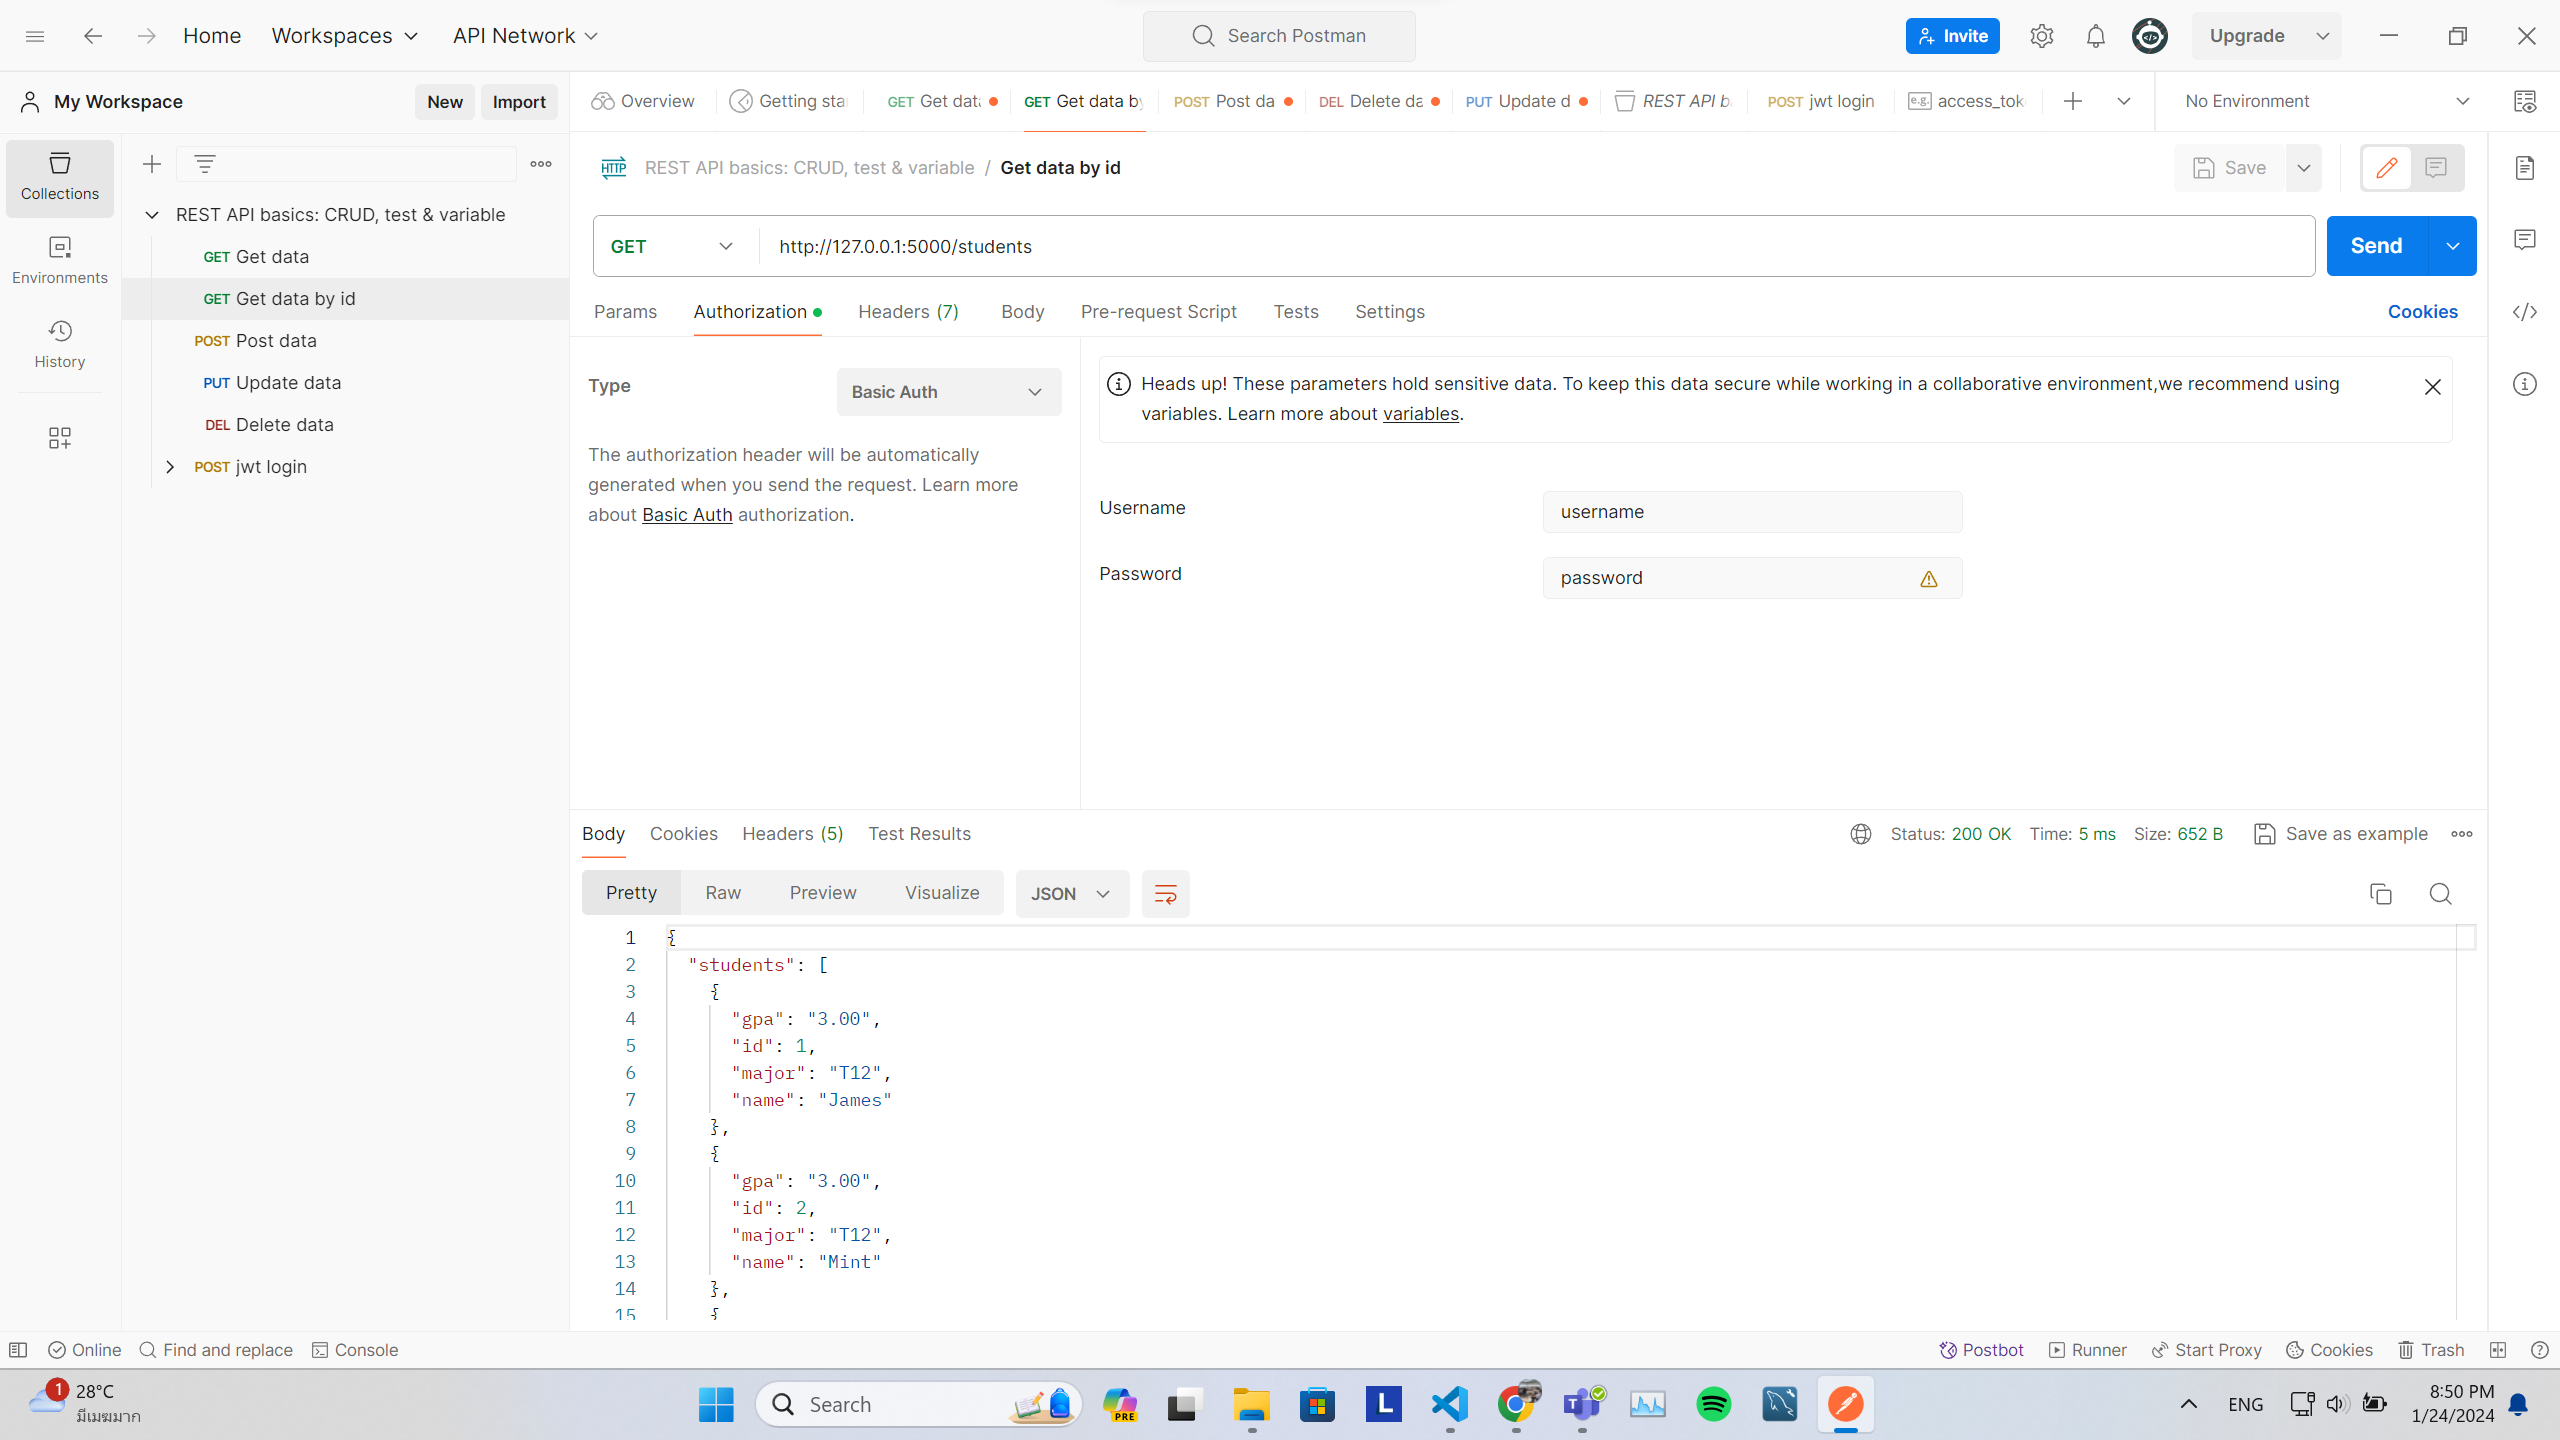 Home Workspaces API Network Search Postman Invite Upgrade
My Workspace New Import
Overview Getting sta GET Get data GET Get data by POST Post da DEL Delete da PUT Update d REST API b POST jwt login e.g. access_tok No Environment
Collections
Environments
History
REST API basics: CRUD, test & variable
GET Get data
GET Get data by id
POST Post data
PUT Update data
DEL Delete data
POST jwt login
HTTP REST API basics: CRUD, test & variable / Get data by id Save
GET http://127.0.0.1:5000/students Send
Params Authorization Headers (7) Body Pre-request Script Tests Settings Cookies
Type Basic Auth
The authorization header will be automatically
generated when you send the request. Learn more
about Basic Auth authorization.
Heads up! These parameters hold sensitive data. To keep this data secure while working in a collaborative environment,we recommend using
variables. Learn more about variables.
Username username
Password password
Body Cookies Headers (5) Test Results Status: 200 OK Time: 5 ms Size: 652 B Save as example
Pretty Raw Preview Visualize JSON
1 {
2 "students": [
3 {
4 "gpa": "3.00",
5 "id": 1,
6 "major": "T12",
7 "name": "James"
8 },
9 {
10 "gpa": "3.00",
11 "id": 2,
12 "major": "T12",
13 "name": "Mint"
14 },
15 {
Online Find and replace Console Postbot Runner Start Proxy Cookies Trash
1 28°C
มีเมฆมาก
Search PRE L T ENG
8:50 PM
1/24/2024